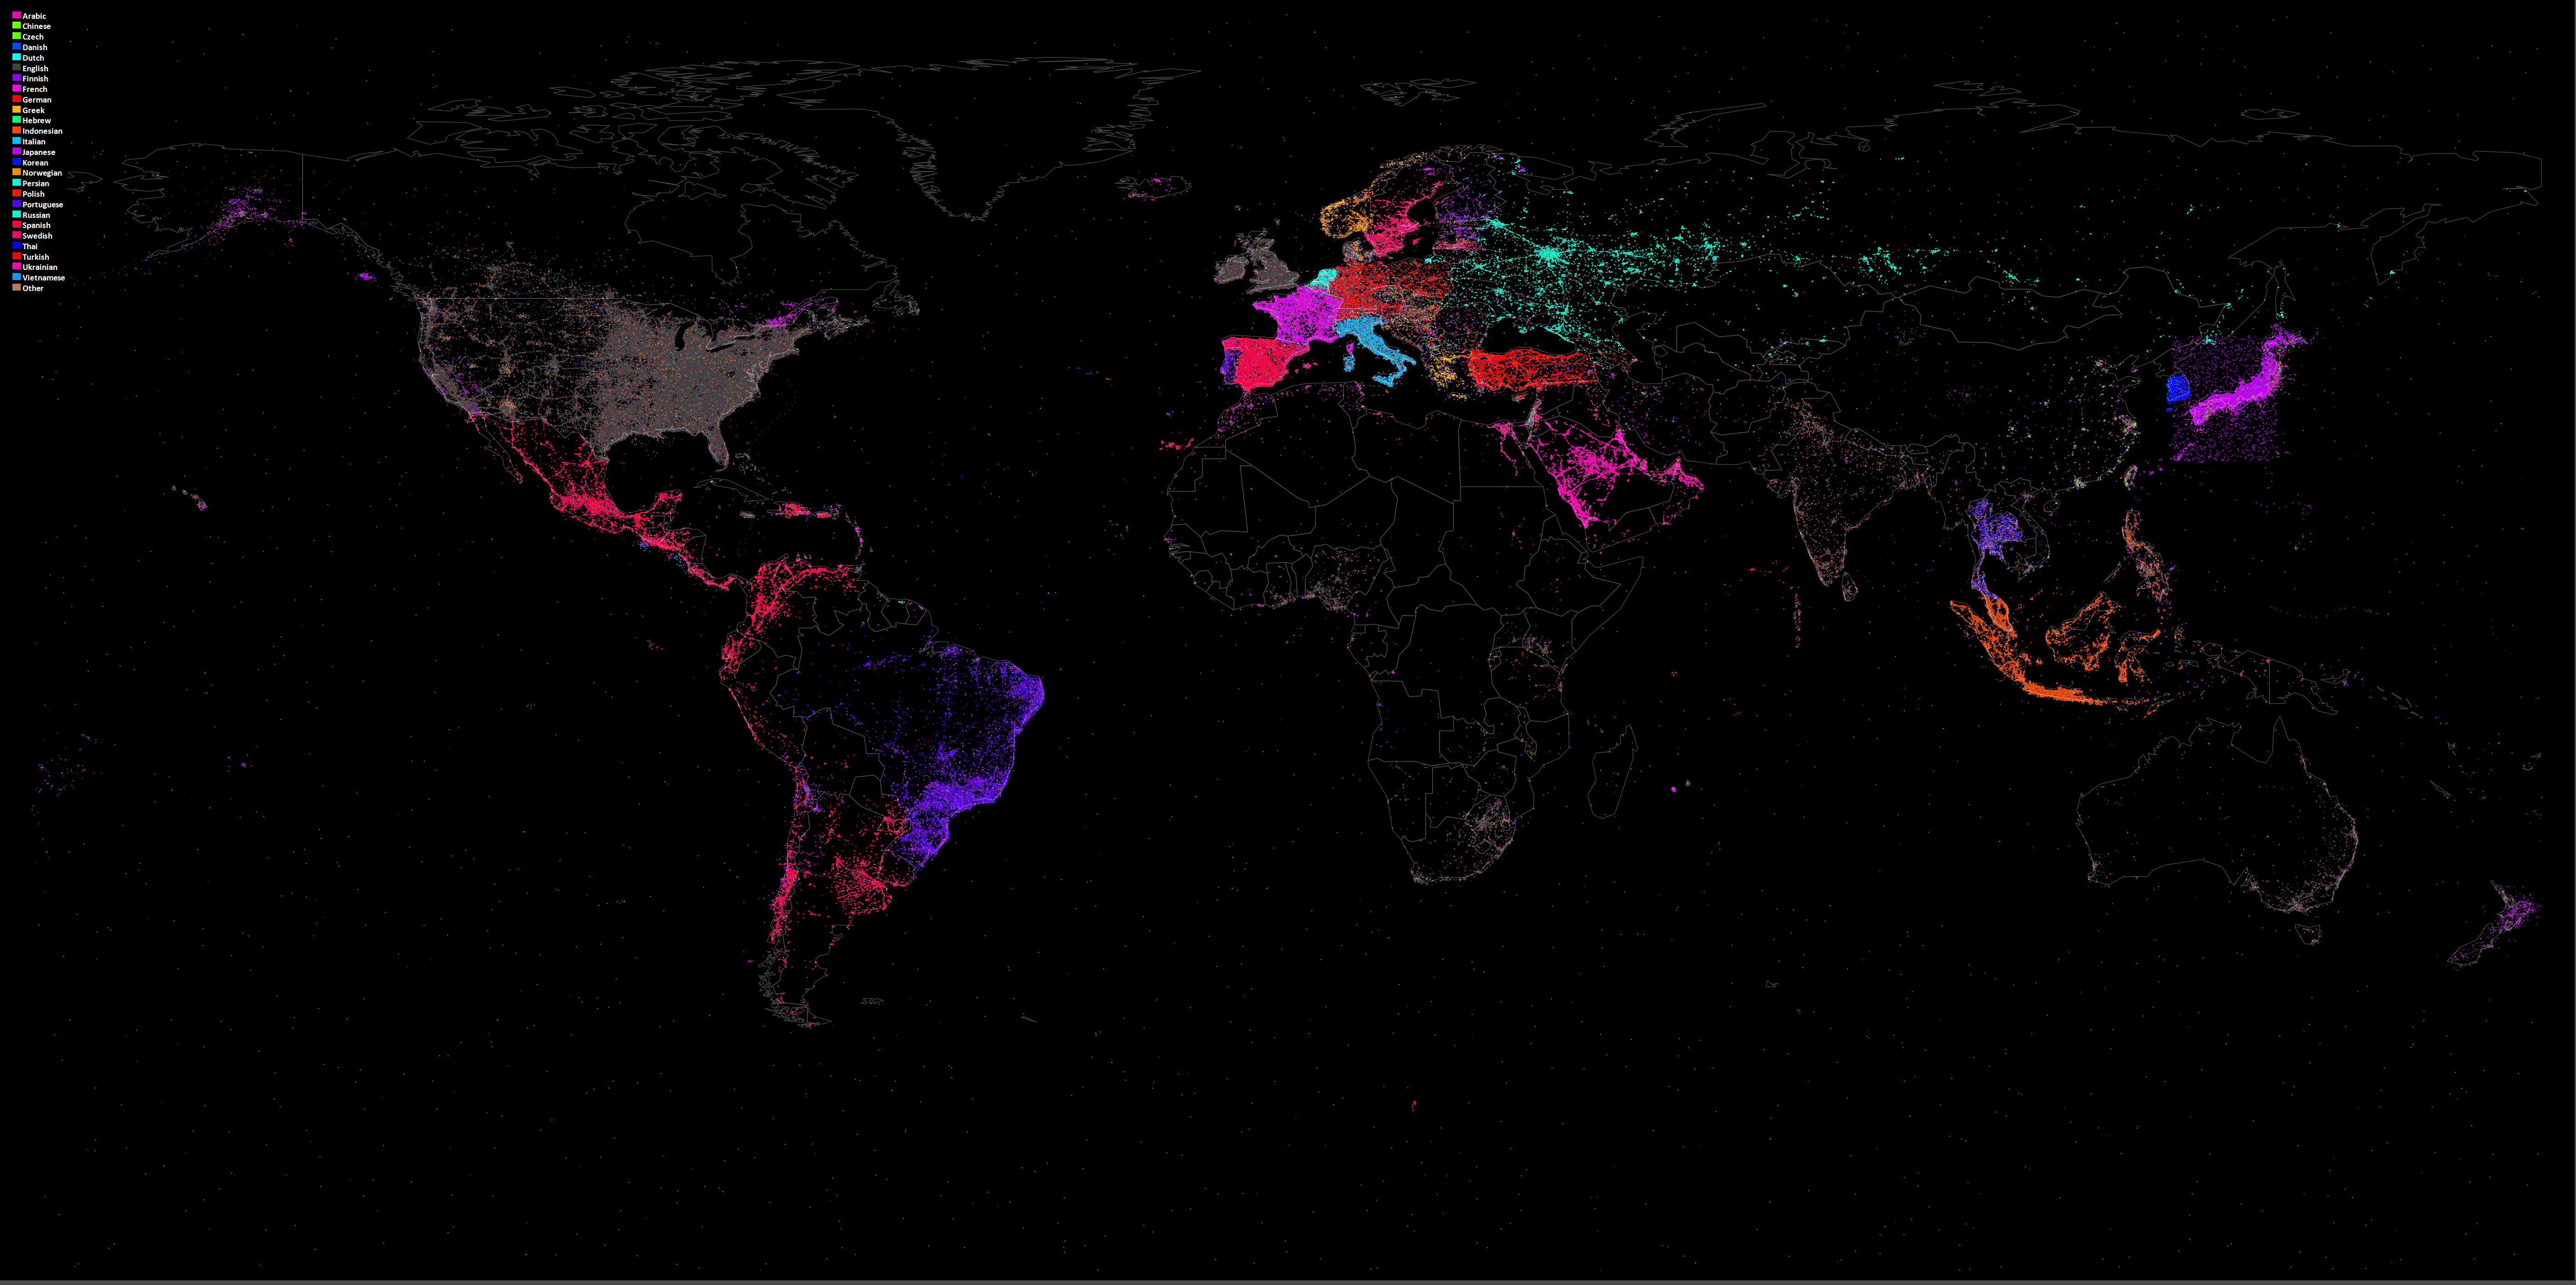 Arabic
Chinese
Czech
Danish
Dutch
English
Finnish
French
German
Greek
Hebrew
Indonesian
Italian
Japanese
Korean
Norwegian
Persian
Polish
Portuguese
Russian
Spanish
Swedish
Thai
Turkish
Ukrainian
Vietnamese
Other